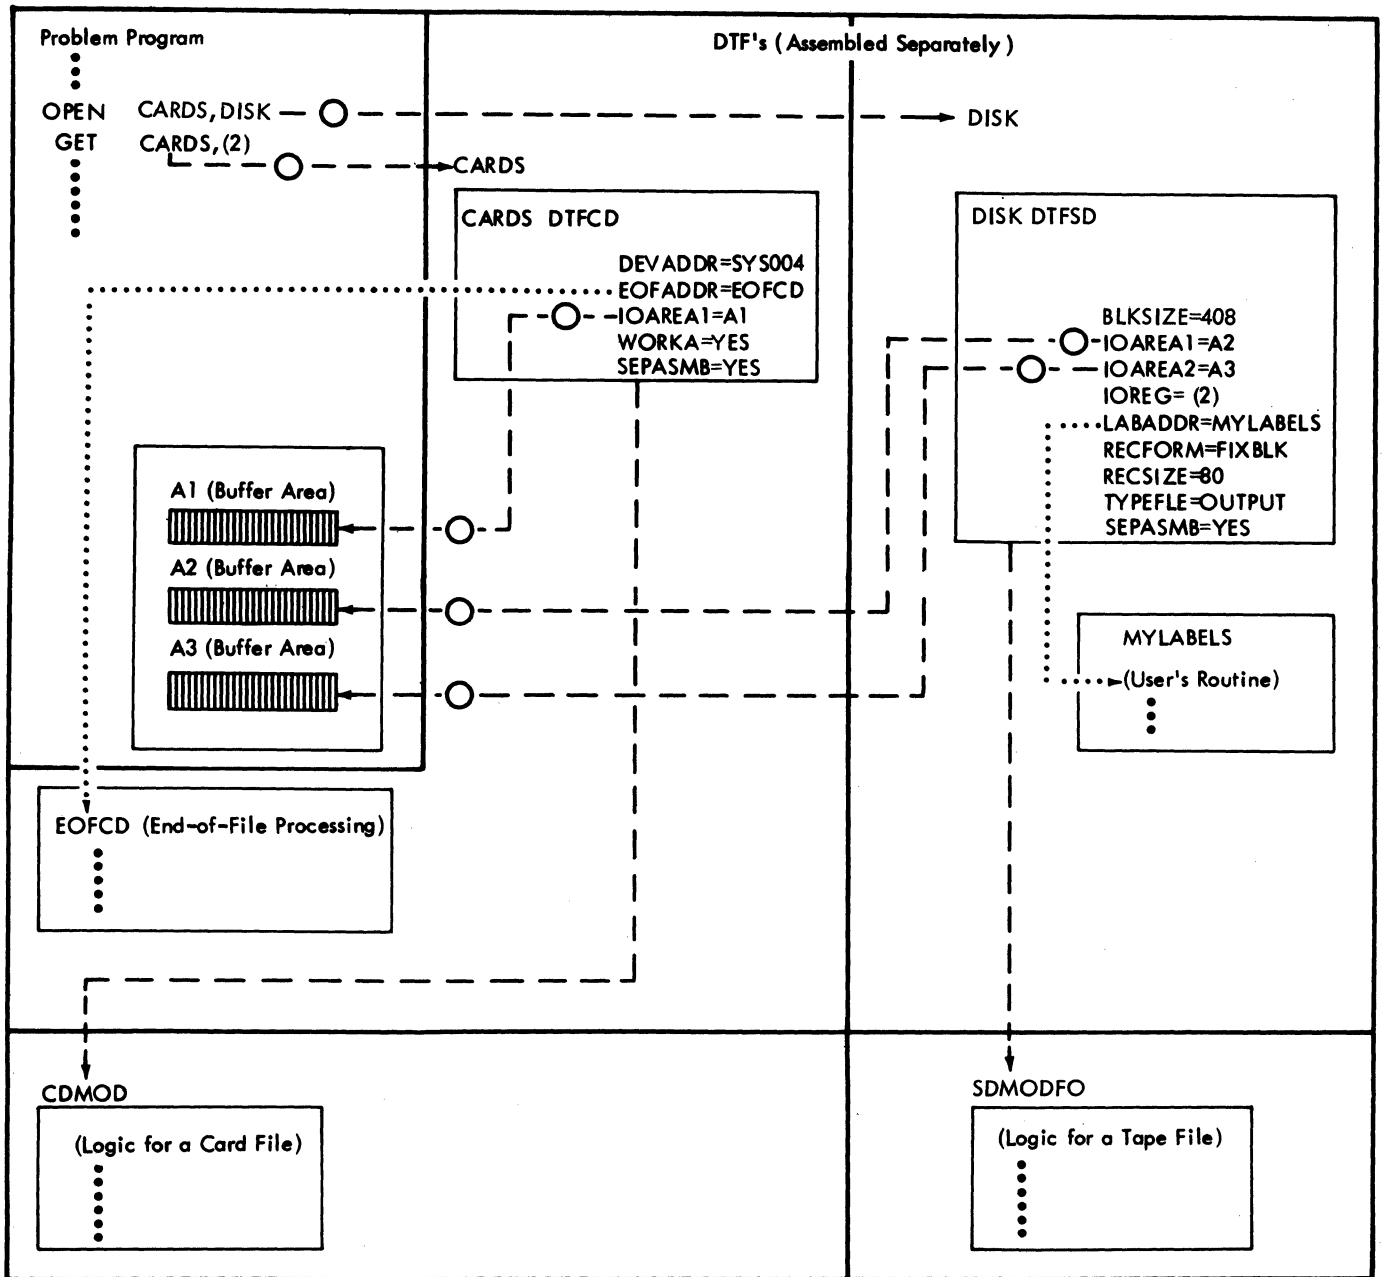 Problem Program
DTF's (Assembled Separately)
OPEN CARDS,DISK
DISK
GET CARDS,(2)
CARDS
CARDS DTFCD
DEVADDR=SYS004
EOFADDR=EOFCD
IOAREA1=A1
WORKA=YES
SEPASMB=YES
DISK DTFSD
BLKSIZE=408
IOAREA1=A2
IOAREA2=A3
IOREG= (2)
LABADDR=MYLABELS
RECFORM=FIXBLK
RECSIZE=80
TYPEFLE=OUTPUT
SEPASMB=YES
A1 (Buffer Area)
A2 (Buffer Area)
A3 (Buffer Area)
MYLABELS
(User's Routine)
EOFCD (End-of-File Processing)
CDMOD
(Logic for a Card File)
SDMODFO
(Logic for a Tape File)